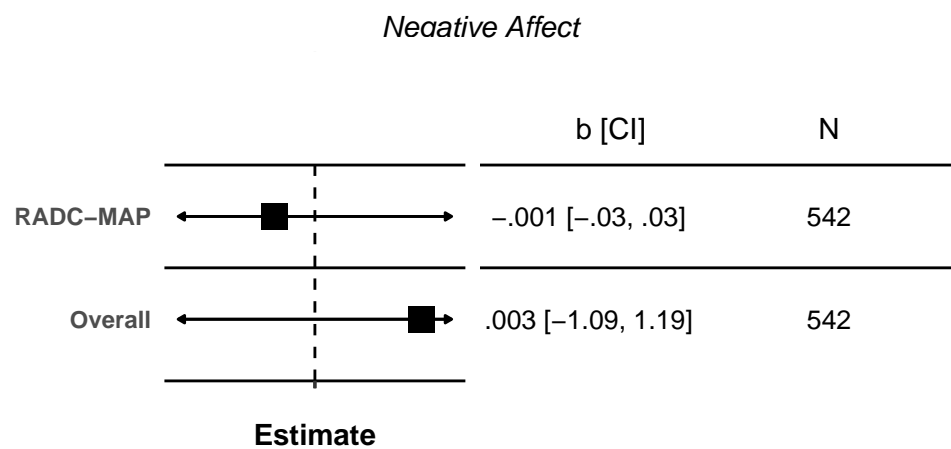 Negative Affect
b [CI] N
RADC−MAP −.001 [−.03, .03] 542
Overall .003 [−1.09, 1.19] 542
Estimate